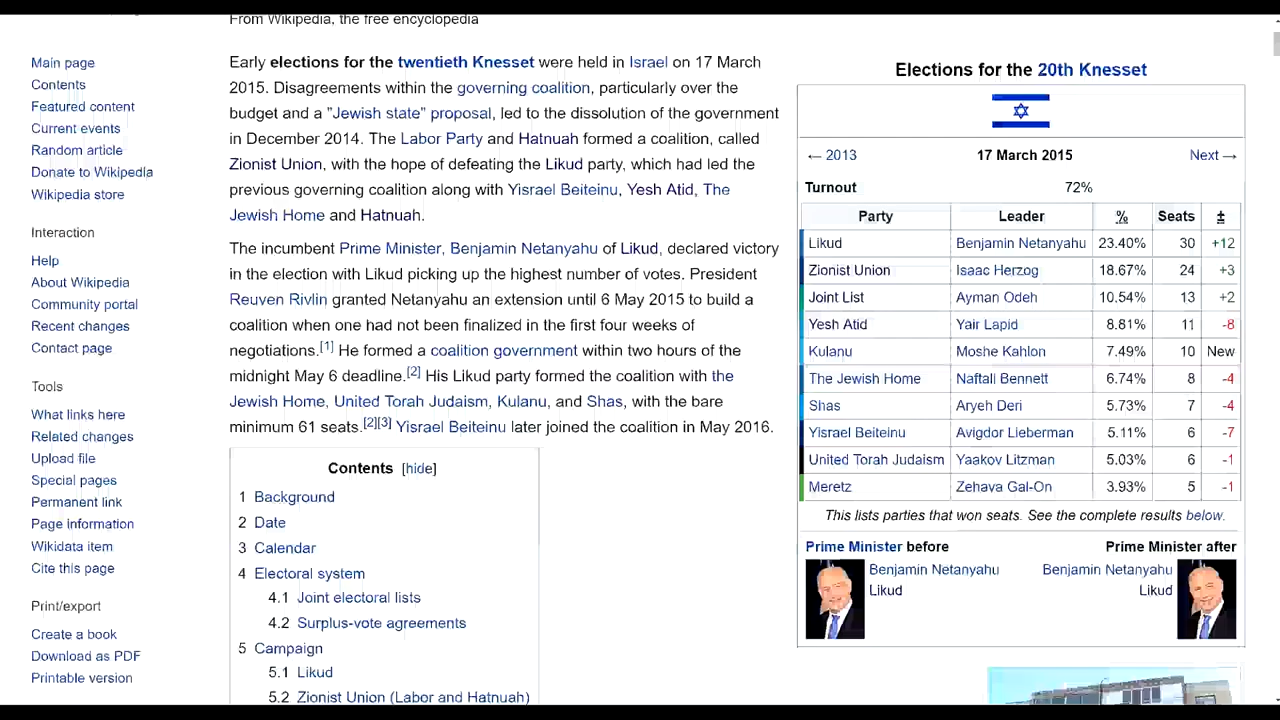 From Wikipedia, the free encyclopedia
Main page
Contents
Featured content
Current events
Random article
Donate to Wikipedia
Wikipedia store
Interaction
Help
About Wikipedia
Community portal
Recent changes
Contact page
Tools
What links here
Related changes
Upload file
Special pages
Permanent link
Page information
Wikidata item
Cite this page
Print/export
Create a book
Download as PDF
Printable version
Early elections for the twentieth Knesset were held in Israel on 17 March
2015. Disagreements within the governing coalition, particularly over the
budget and a "Jewish state" proposal, led to the dissolution of the government
in December 2014. The Labor Party and Hatnuah formed a coalition, called
Zionist Union, with the hope of defeating the Likud party, which had led the
previous governing coalition along with Yisrael Beiteinu, Yesh Atid, The
Jewish Home and Hatnuah.
The incumbent Prime Minister, Benjamin Netanyahu of Likud, declared victory
in the election with Likud picking up the highest number of votes. President
Reuven Rivlin granted Netanyahu an extension until 6 May 2015 to build a
coalition when one had not been finalized in the first four weeks of
negotiations.[1] He formed a coalition government within two hours of the
midnight May 6 deadline.[2] His Likud party formed the coalition with the
Jewish Home, United Torah Judaism, Kulanu, and Shas, with the bare
minimum 61 seats.[2][3] Yisrael Beiteinu later joined the coalition in May 2016.
Contents [hide]
1 Background
2 Date
3 Calendar
4 Electoral system
4.1 Joint electoral lists
4.2 Surplus-vote agreements
5 Campaign
5.1 Likud
5.2 Zionist Union (Labor and Hatnuah)
Elections for the 20th Knesset
← 2013 17 March 2015 Next →
Turnout 72%
Party Leader % Seats ±
Likud Benjamin Netanyahu 23.40% 30 +12
Zionist Union Isaac Herzog 18.67% 24 +3
Joint List Ayman Odeh 10.54% 13 +2
Yesh Atid Yair Lapid 8.81% 11 -8
Kulanu Moshe Kahlon 7.49% 10 New
The Jewish Home Naftali Bennett 6.74% 8 -4
Shas Aryeh Deri 5.73% 7 -4
Yisrael Beiteinu Avigdor Lieberman 5.11% 6 -7
United Torah Judaism Yaakov Litzman 5.03% 6 -1
Meretz Zehava Gal-On 3.93% 5 -1
This lists parties that won seats. See the complete results below.
Prime Minister before Prime Minister after
Benjamin Netanyahu Benjamin Netanyahu
Likud Likud